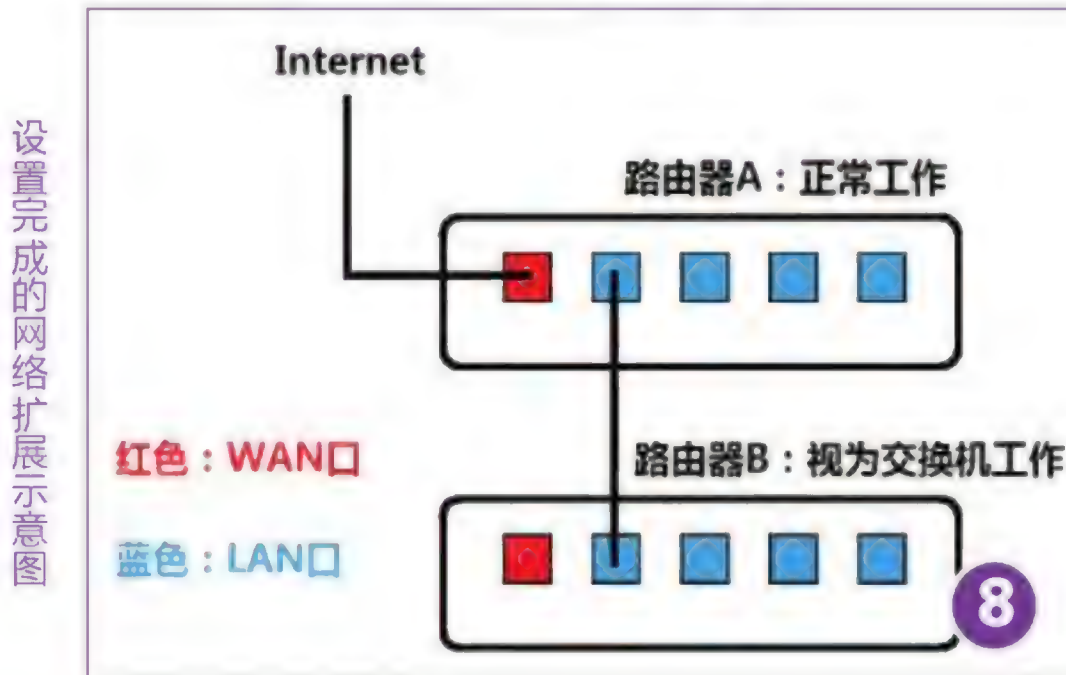 设置完成的网络扩展示意图
Internet
路由器A：正常工作
红色：WAN口
路由器B：视为交换机工作
蓝色：LAN口
8